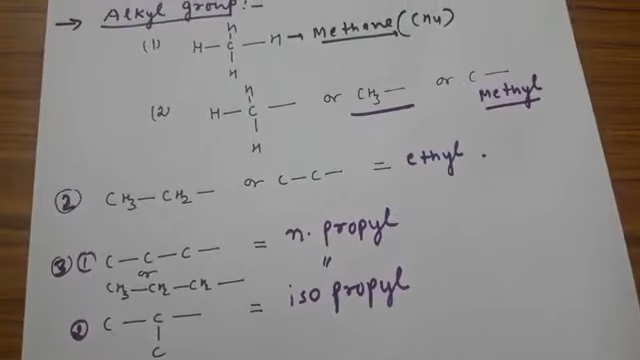 → Alkyl group:-
(1) H-C-H → Methane (CH4)
H
H
(2) H-C- or CH3- or C-
H
H
Methyl
② CH3-CH2- or C-C- = ethyl.
③ ① C-C-C- = n. propyl
or
CH3-CH2-CH2- "
② C-C- = iso propyl
C